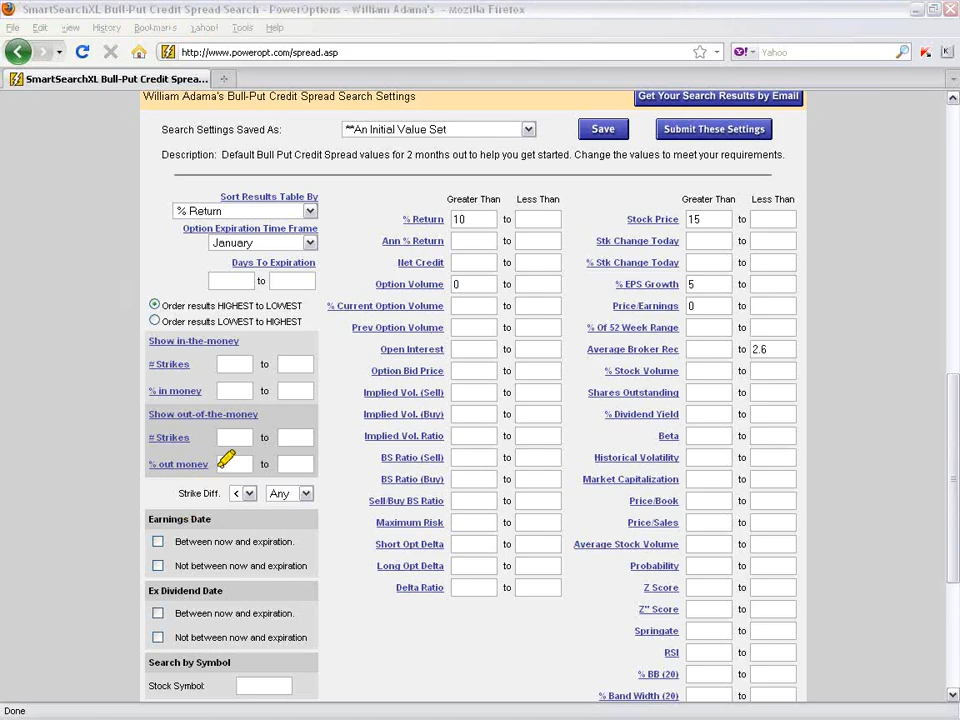 SmartSearchXL Bull-Put Credit Spread Search - PowerOptions - William Adama's - Mozilla Firefox
File Edit View History Bookmarks Yahoo! Tools Help
http://www.poweropt.com/spread.asp
Yahoo
SmartSearchXL Bull-Put Credit Sprea...
William Adama's Bull-Put Credit Spread Search Settings
Get Your Search Results by Email
Search Settings Saved As: **An Initial Value Set Save Submit These Settings
Description: Default Bull Put Credit Spread values for 2 months out to help you get started. Change the values to meet your requirements.
Sort Results Table By
% Return
Option Expiration Time Frame
January
Days To Expiration
to
Order results HIGHEST to LOWEST
Order results LOWEST to HIGHEST
Show in-the-money
# Strikes to
% in money to
Show out-of-the-money
# Strikes to
% out money to
Strike Diff. < Any
Earnings Date
Between now and expiration.
Not between now and expiration
Ex Dividend Date
Between now and expiration.
Not between now and expiration
Search by Symbol
Stock Symbol:
Greater Than Less Than
% Return 10 to
Ann % Return to
Net Credit to
Option Volume 0 to
% Current Option Volume to
Prev Option Volume to
Open Interest to
Option Bid Price to
Implied Vol. (Sell) to
Implied Vol. (Buy) to
Implied Vol. Ratio to
BS Ratio (Sell) to
BS Ratio (Buy) to
Sell/Buy BS Ratio to
Maximum Risk to
Short Opt Delta to
Long Opt Delta to
Delta Ratio to
Greater Than Less Than
Stock Price 15 to
Stk Change Today to
% Stk Change Today to
% EPS Growth 5 to
Price/Earnings 0 to
% Of 52 Week Range to
Average Broker Rec to 2.6
% Stock Volume to
Shares Outstanding to
% Dividend Yield to
Beta to
Historical Volatility to
Market Capitalization to
Price/Book to
Price/Sales to
Average Stock Volume to
Probability to
Z Score to
Z" Score to
Springate to
RSI to
% BB (20) to
% Band Width (20) to
Done